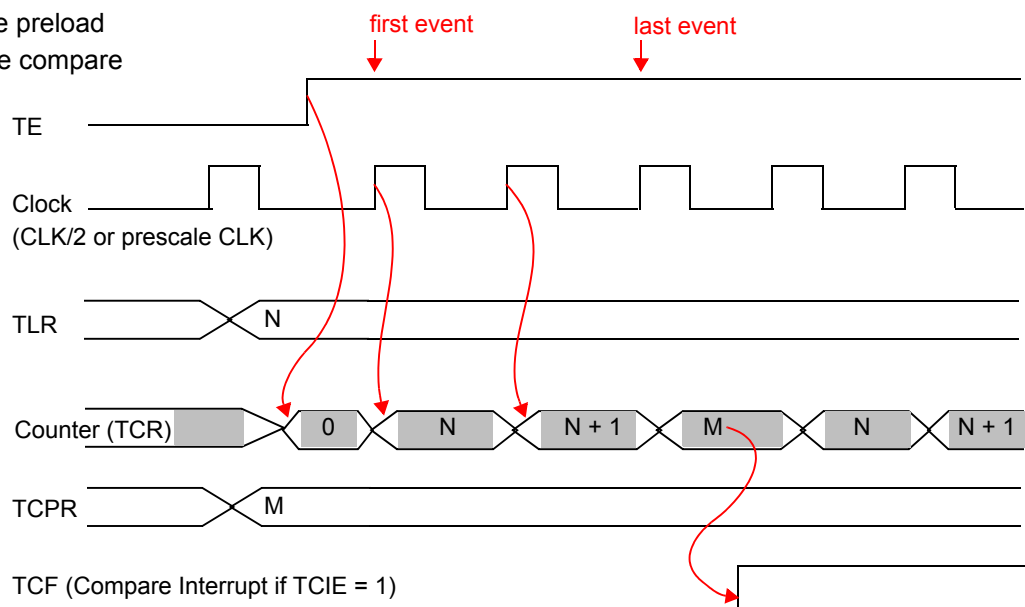 e preload
e compare
first event
last event
TE
Clock
(CLK/2 or prescale CLK)
TLR
N
Counter (TCR)
0
N
N + 1
M
N
N + 1
TCPR
M
TCF (Compare Interrupt if TCIE = 1)